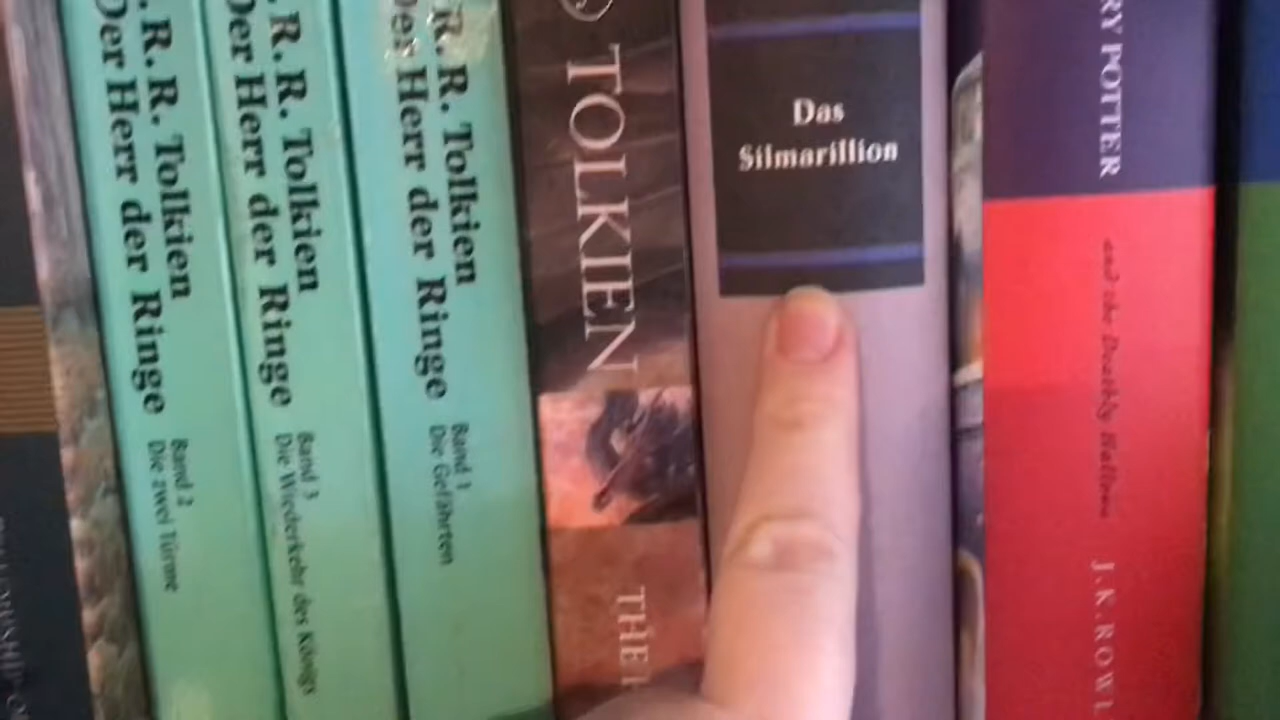 R. R. Tolkien
Der Herr der Ringe
Band 2
Die zwei Türme
R. R. Tolkien
Der Herr der Ringe
Band 3
Die Wiederkehr des Königs
R. R. Tolkien
Der Herr der Ringe
Band 1
Die Gefährten
TOLKIEN
THE
Das
Silmarillion
RY POTTER
and the Deathly Hallows
J.K.ROWL